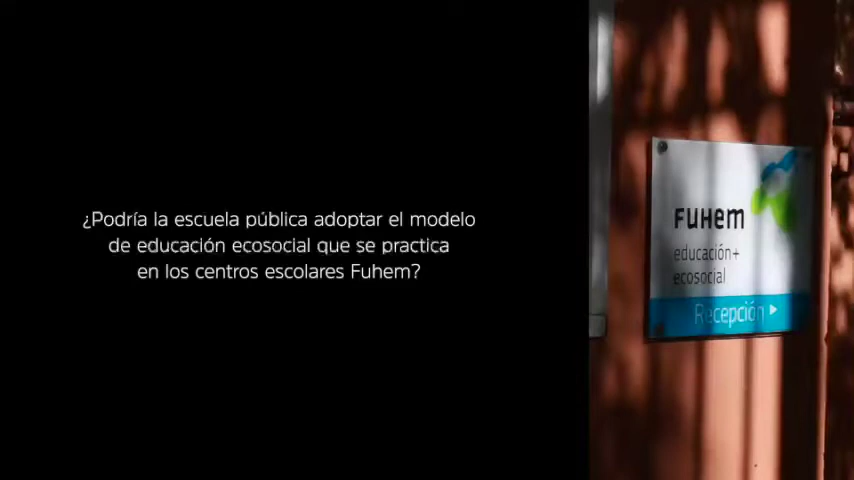 ¿Podría la escuela pública adoptar el modelo
de educación ecosocial que se practica
en los centros escolares Fuhem?
FUHem
educación+
ecosocial
Recepción